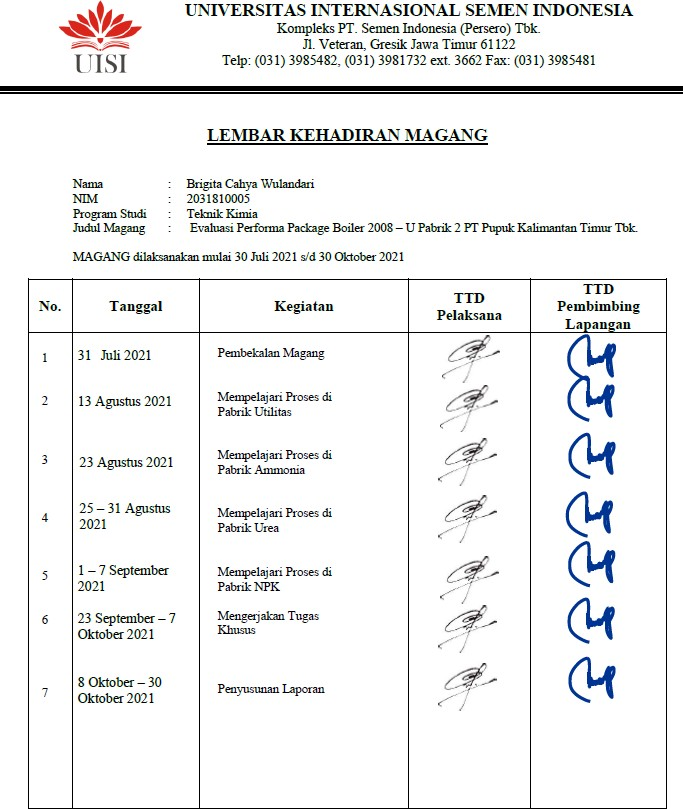 UISI
UNIVERSITAS INTERNASIONAL SEMEN INDONESIA
Kompleks PT. Semen Indonesia (Persero) Tbk.
Jl. Veteran, Gresik Jawa Timur 61122
Telp: (031) 3985482, (031) 3981732 ext. 3662 Fax: (031) 3985481
LEMBAR KEHADIRAN MAGANG
Nama : Brigita Cahya Wulandari
NIM : 2031810005
Program Studi : Teknik Kimia
Judul Magang : Evaluasi Performa Package Boiler 2008 – U Pabrik 2 PT Pupuk Kalimantan Timur Tbk.
MAGANG dilaksanakan mulai 30 Juli 2021 s/d 30 Oktober 2021
No. Tanggal Kegiatan TTD Pelaksana TTD Pembimbing Lapangan
1 31 Juli 2021 Pembekalan Magang
2 13 Agustus 2021 Mempelajari Proses di
Pabrik Utilitas
3 23 Agustus 2021 Mempelajari Proses di
Pabrik Ammonia
4 25 – 31 Agustus
2021 Mempelajari Proses di
Pabrik Urea
5 1 – 7 September
2021 Mempelajari Proses di
Pabrik NPK
6 23 September – 7
Oktober 2021 Mengerjakan Tugas
Khusus
7 8 Oktober – 30
Oktober 2021 Penyusunan Laporan